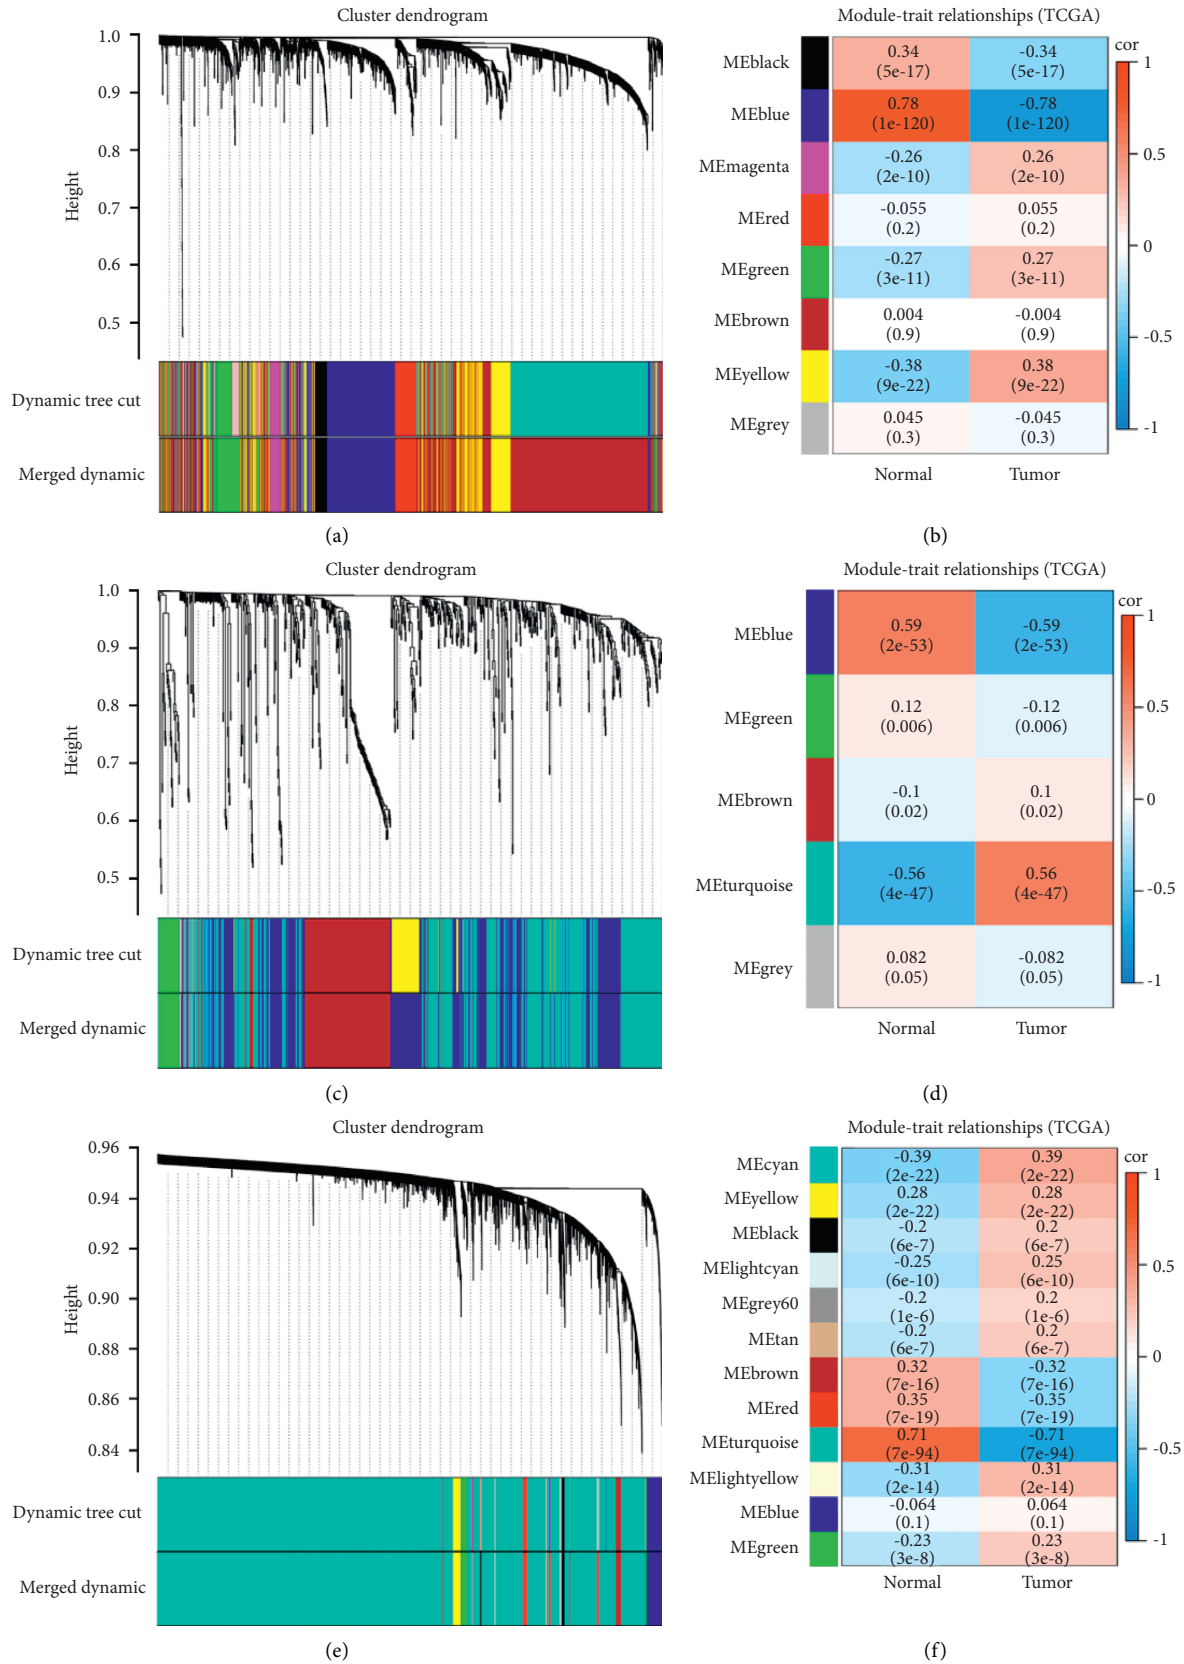 Cluster dendrogram
1.0
0.9
0.8
0.7
0.6
0.5
Height
Dynamic tree cut
Merged dynamic
(a)
Module-trait relationships (TCGA)
cor
MEblack
0.34 -0.34
(5e-17) (5e-17)
MEblue
0.78 -0.78
(1e-120) (1e-120)
MEmagenta
-0.26 0.26
(2e-10) (2e-10)
MEred
-0.055 0.055
(0.2) (0.2)
MEgreen
-0.27 0.27
(3e-11) (3e-11)
MEbrown
0.004 -0.004
(0.9) (0.9)
MEyellow
-0.38 0.38
(9e-22) (9e-22)
MEgrey
0.045 -0.045
(0.3) (0.3)
Normal Tumor
1
0.5
0
-0.5
-1
(b)
Cluster dendrogram
1.0
0.9
0.8
0.7
0.6
0.5
Height
Dynamic tree cut
Merged dynamic
(c)
Module-trait relationships (TCGA)
cor
MEblue
0.59 -0.59
(2e-53) (2e-53)
MEgreen
0.12 -0.12
(0.006) (0.006)
MEbrown
-0.1 0.1
(0.02) (0.02)
MEturquoise
-0.56 0.56
(4e-47) (4e-47)
MEgrey
0.082 -0.082
(0.05) (0.05)
Normal Tumor
1
0.5
0
-0.5
-1
(d)
Cluster dendrogram
0.96
0.94
0.92
0.90
0.88
0.86
0.84
Height
Dynamic tree cut
Merged dynamic
(e)
Module-trait relationships (TCGA)
cor
MEcyan
-0.39 0.39
(2e-22) (2e-22)
MEyellow
0.28 0.28
(2e-22) (2e-22)
MEblack
-0.2 0.2
(6e-7) (6e-7)
MElightcyan
-0.25 0.25
(6e-10) (6e-10)
MEgrey60
-0.2 0.2
(1e-6) (1e-6)
MEtan
-0.2 0.2
(6e-7) (6e-7)
MEbrown
0.32 -0.32
(7e-16) (7e-16)
MEred
0.35 -0.35
(7e-19) (7e-19)
MEturquoise
0.71 -0.71
(7e-94) (7e-94)
MElightyellow
-0.31 0.31
(2e-14) (2e-14)
MEblue
-0.064 0.064
(0.1) (0.1)
MEgreen
-0.23 0.23
(3e-8) (3e-8)
Normal Tumor
1
0.5
0
-0.5
-1
(f)